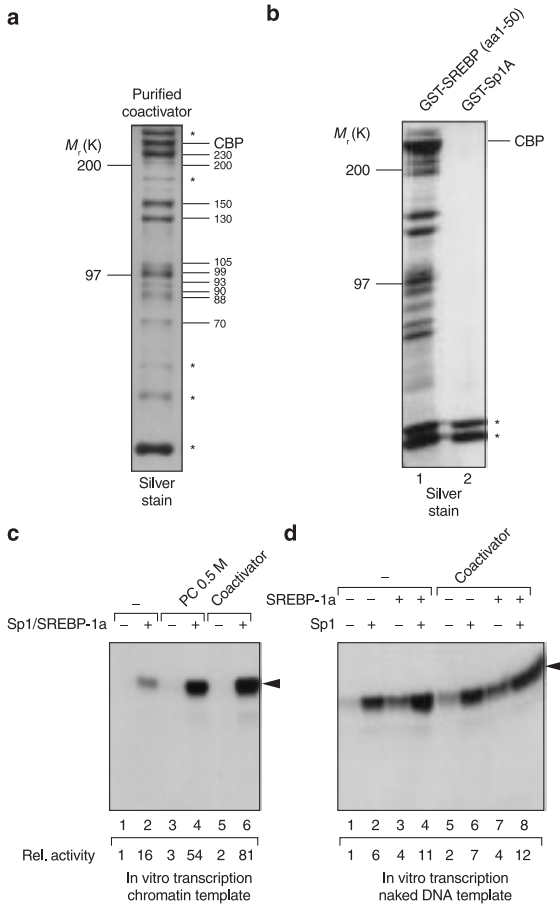 a
Purified
coactivator
Mr (K)
*
CBP
230
200
200
*
150
130
105
97
99
93
90
88
70
*
*
*
Silver
stain
b
GST-SREBP (aa1-50)
GST-Sp1A
Mr (K)
CBP
200
97
*
*
1 2
Silver
stain
c
– PC 0.5 M Coactivator
Sp1/SREBP-1a – + – + – +
1 2 3 4 5 6
Rel. activity 1 16 3 54 2 81
In vitro transcription
chromatin template
d
– Coactivator
SREBP-1a – – + + – – + +
Sp1 – + – + – + – +
1 2 3 4 5 6 7 8
1 6 4 11 2 7 4 12
In vitro transcription
naked DNA template